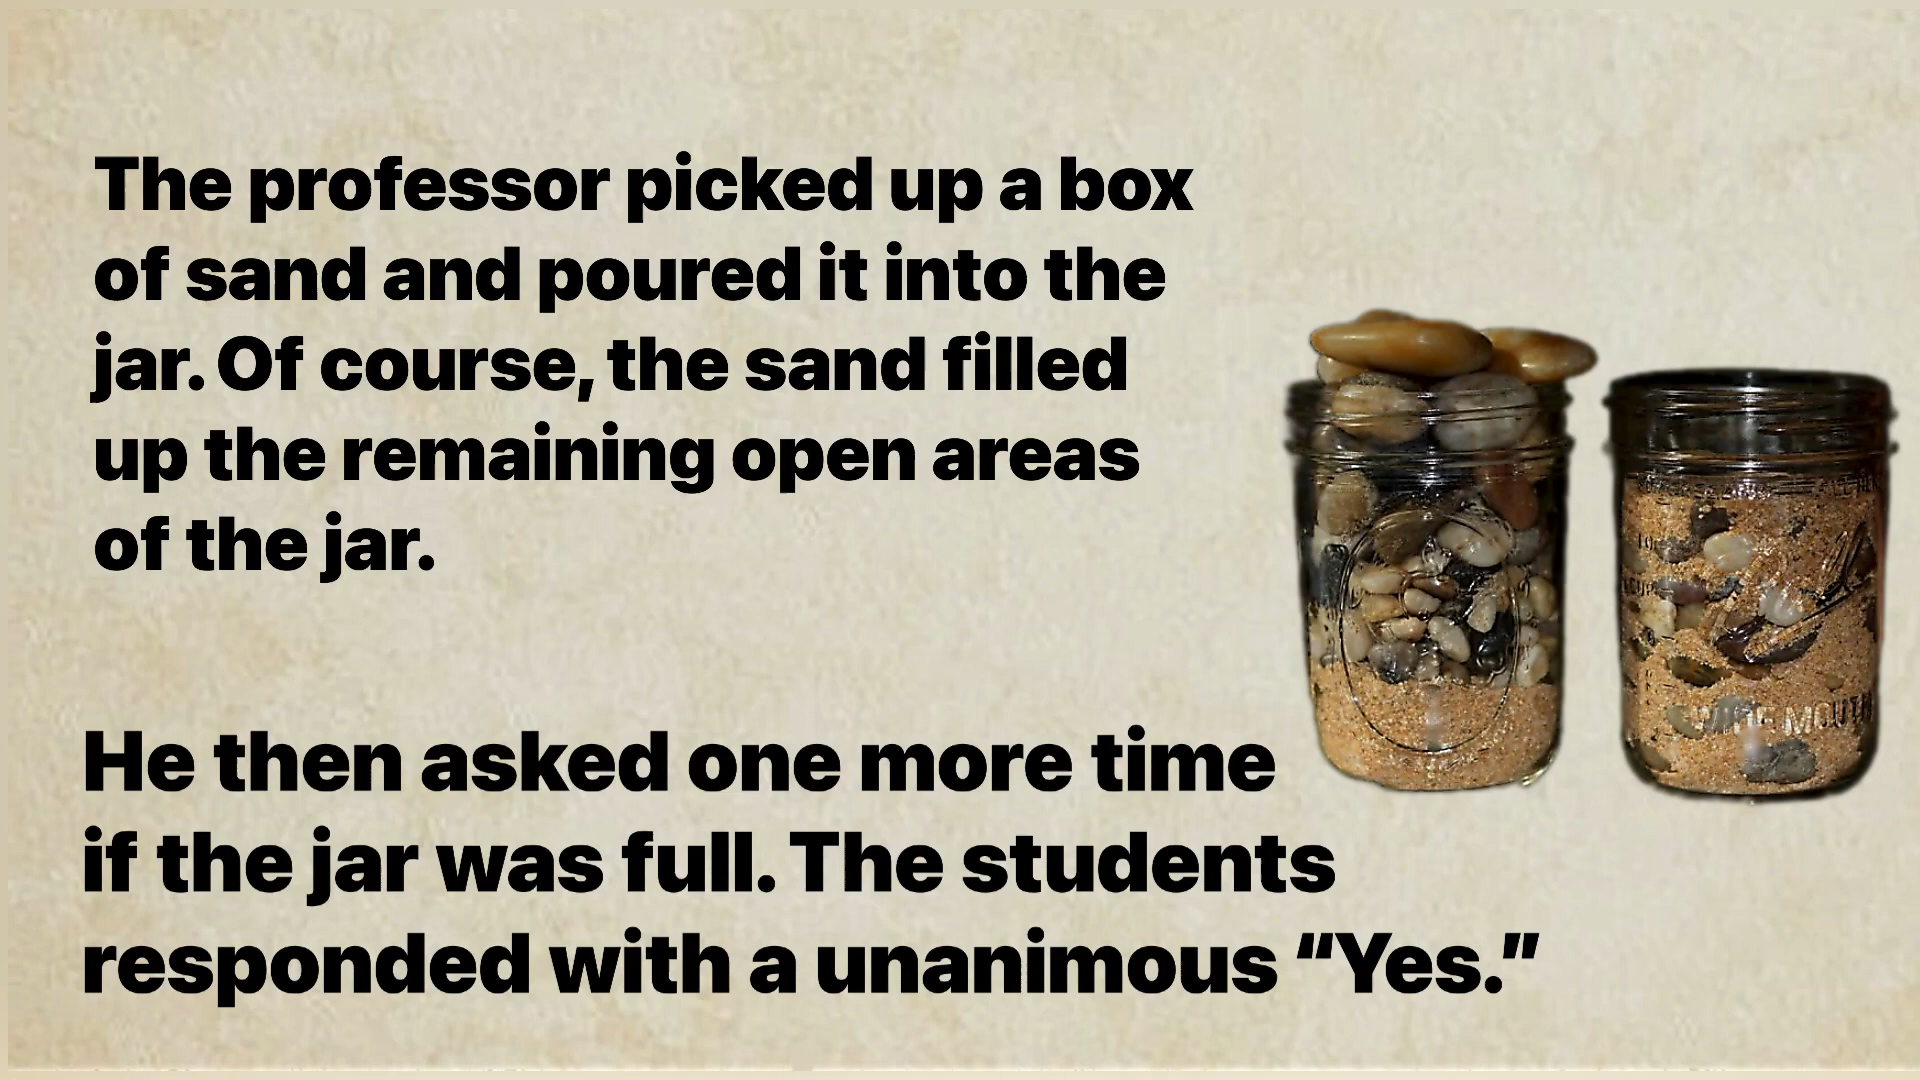 The professor picked up a box
of sand and poured it into the
jar. Of course, the sand filled
up the remaining open areas
of the jar.
He then asked one more time
if the jar was full. The students
responded with a unanimous “Yes.”
WIDE MOUTH